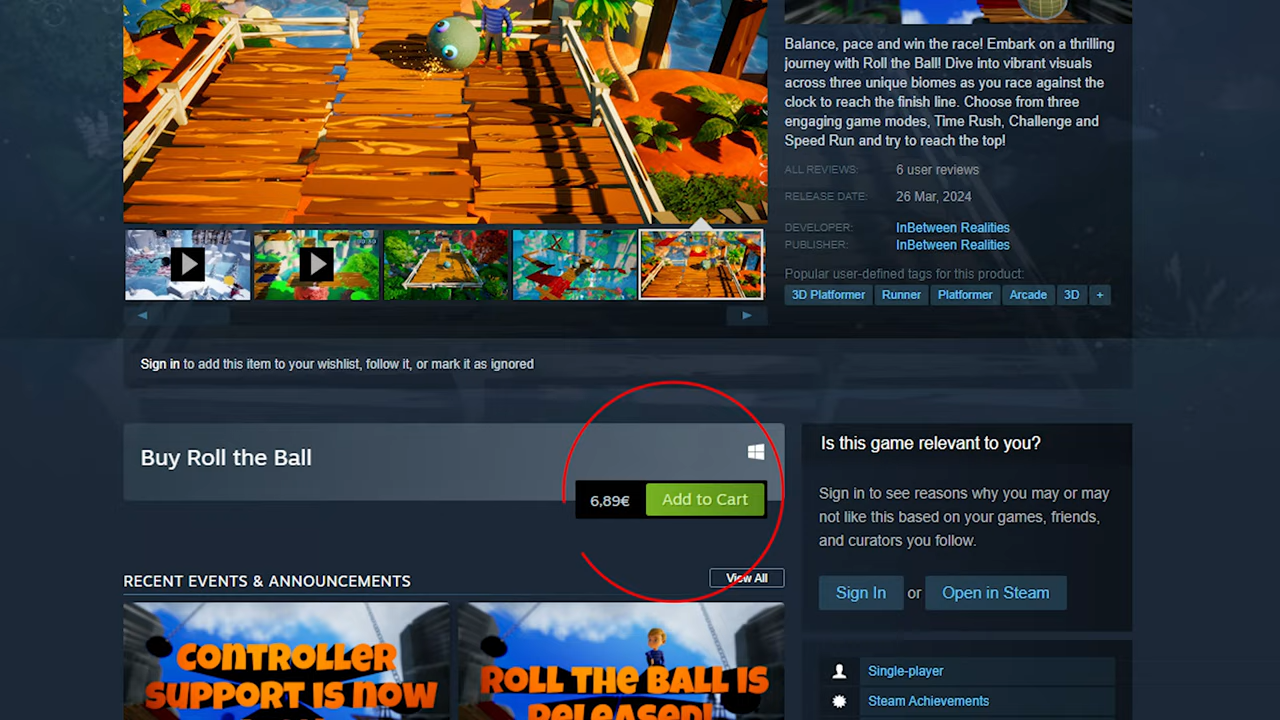 Balance, pace and win the race! Embark on a thrilling
journey with Roll the Ball! Dive into vibrant visuals
across three unique biomes as you race against the
clock to reach the finish line. Choose from three
engaging game modes, Time Rush, Challenge and
Speed Run and try to reach the top!
ALL REVIEWS: 6 user reviews
RELEASE DATE: 26 Mar, 2024
DEVELOPER: InBetween Realities
PUBLISHER: InBetween Realities
Popular user-defined tags for this product:
3D Platformer Runner Platformer Arcade 3D +
Sign in to add this item to your wishlist, follow it, or mark it as ignored
Buy Roll the Ball
6,89€ Add to Cart
Is this game relevant to you?
Sign in to see reasons why you may or may
not like this based on your games, friends,
and curators you follow.
Sign In or Open in Steam
RECENT EVENTS & ANNOUNCEMENTS
View All
CONTROLLER
SUPPORT IS NOW
ROLL THE BALL IS
RELEASED!
Single-player
Steam Achievements